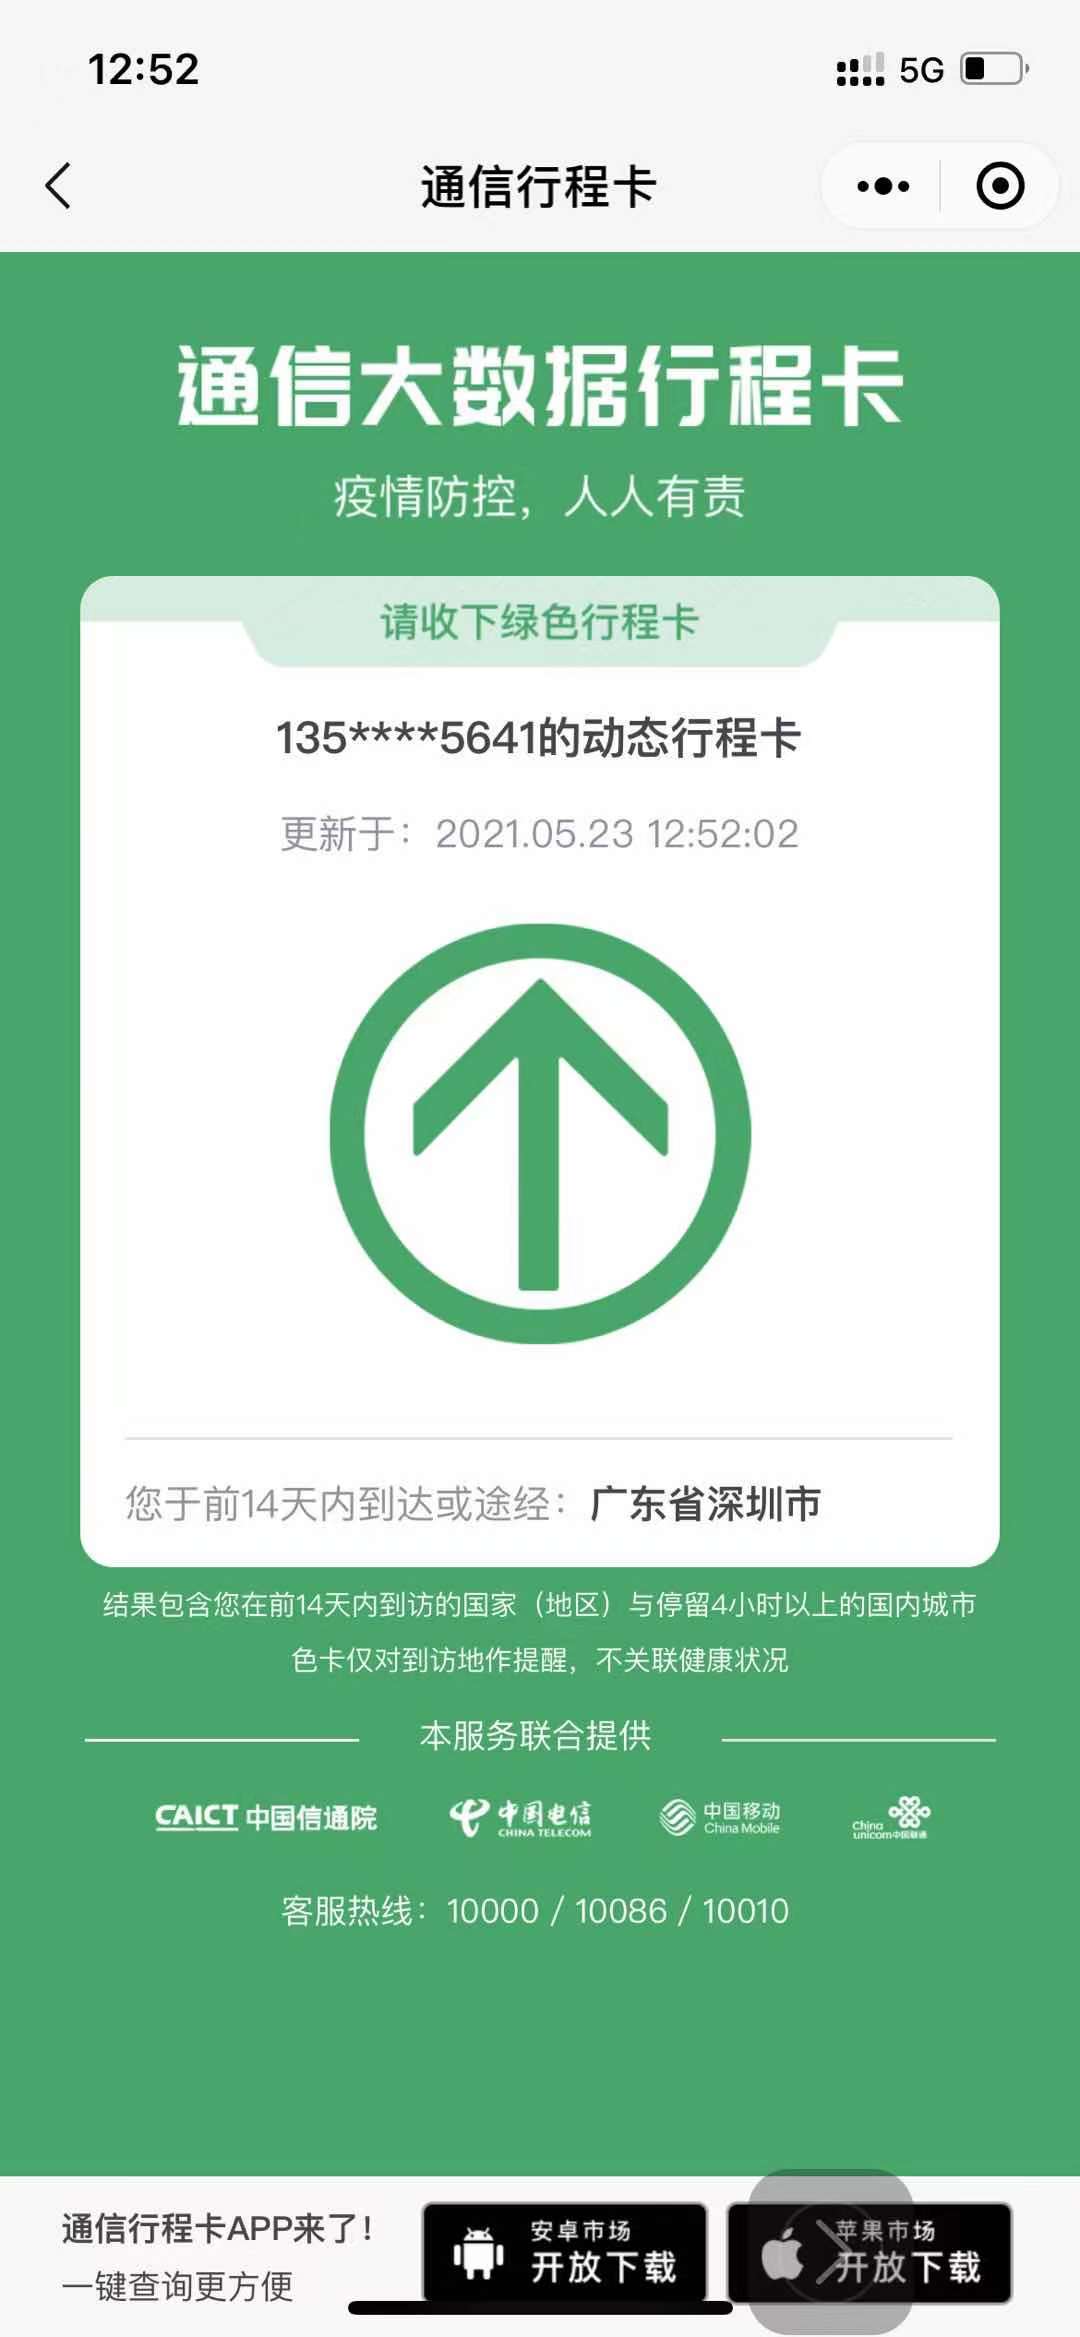 12:52
5G
通信行程卡
通信大数据行程卡
疫情防控，人人有责
请收下绿色行程卡
135****5641的动态行程卡
更新于：2021.05.23 12:52:02
您于前14天内到达或途经：广东省深圳市
结果包含您在前14天内到访的国家（地区）与停留4小时以上的国内城市
色卡仅对到访地作提醒，不关联健康状况
本服务联合提供
CAICT 中国信通院
中国电信
CHINA TELECOM
中国移动
China Mobile
China
unicom中国联通
客服热线：10000 / 10086 / 10010
通信行程卡APP来了！
一键查询更方便
安卓市场
开放下载
苹果市场
开放下载